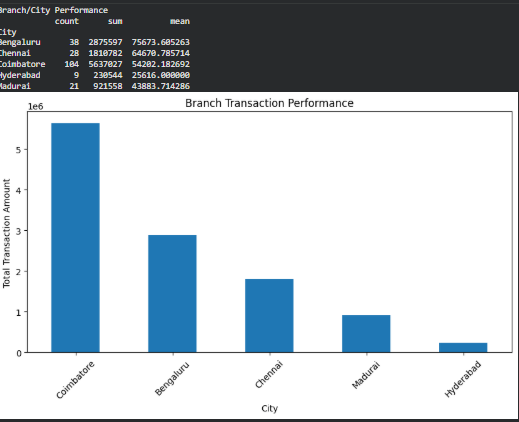 Branch/City Performance
count sum mean
City
Bengaluru 38 2875597 75673.605263
Chennai 28 1810782 64670.785714
Coimbatore 104 5637027 54202.182692
Hyderabad 9 230544 25616.000000
Madurai 21 921558 43883.714286
Branch Transaction Performance
1e6
5
4
3
2
1
0
Total Transaction Amount
Coimbatore
Bengaluru
Chennai
Madurai
Hyderabad
City